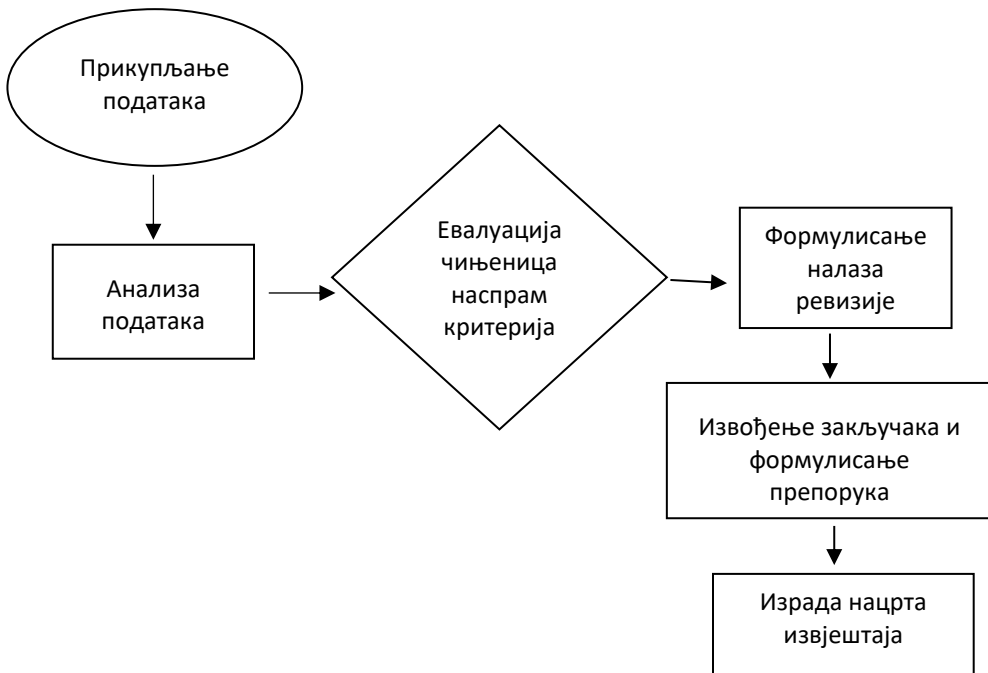 Прикупљање
података
Анализа
података
Евалуација
чињеница
наспрам
критерија
Формулисање
налаза
ревизије
Извођење закључака и
формулисање
препорука
Израда нацрта
извјештаја